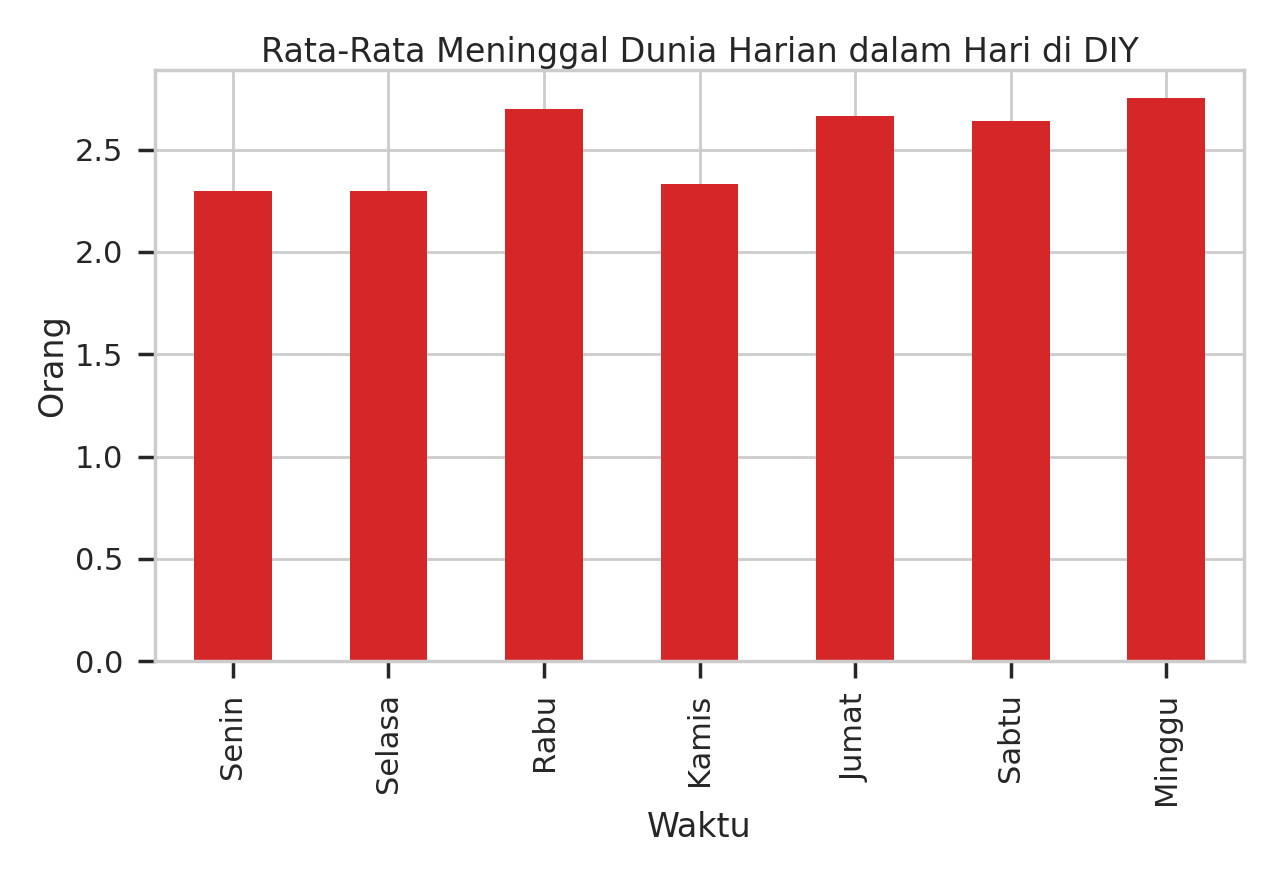 Rata-Rata Meninggal Dunia Harian dalam Hari di DIY
Orang
2.5
2.0
1.5
1.0
0.5
0.0
Senin
Selasa
Rabu
Kamis
Jumat
Sabtu
Minggu
Waktu